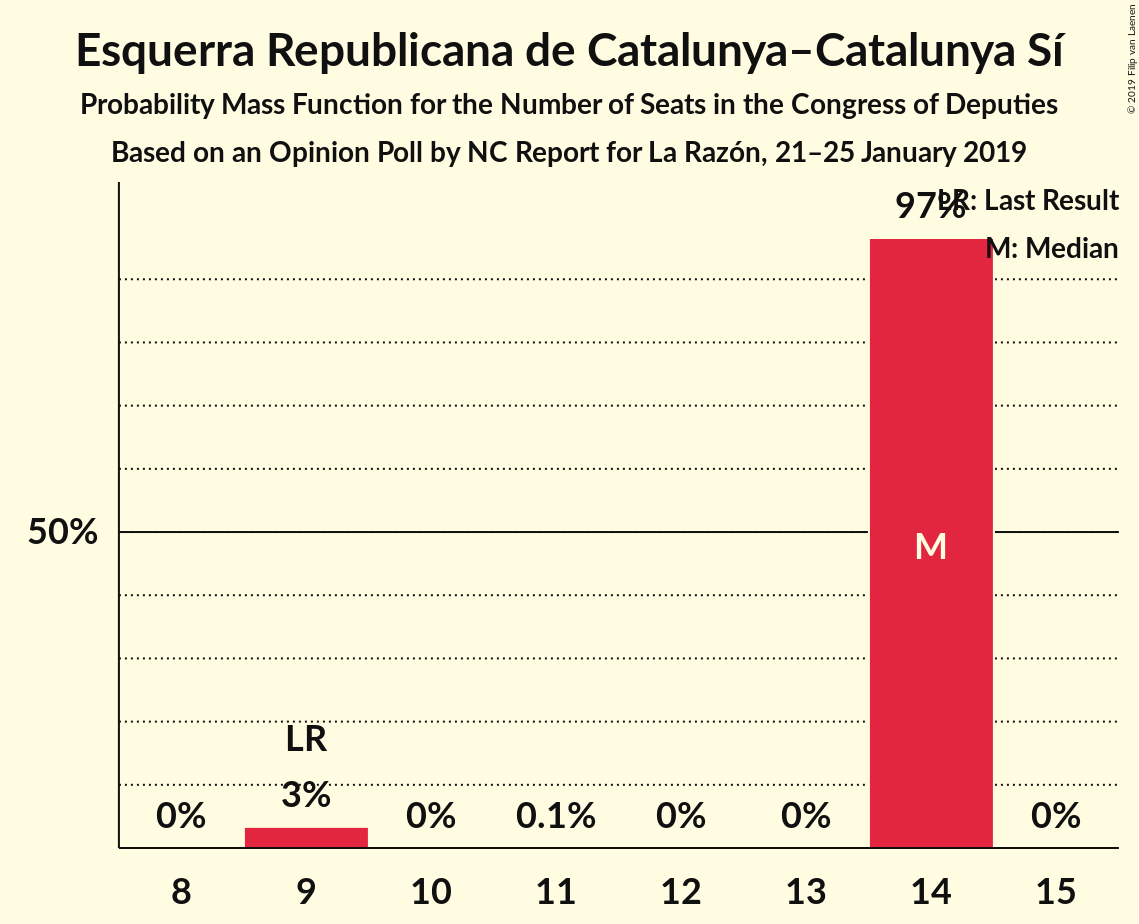 Esquerra Republicana de Catalunya–Catalunya Sí
Probability Mass Function for the Number of Seats in the Congress of Deputies
Based on an Opinion Poll by NC Report for La Razón, 21–25 January 2019
© 2019 Filip van Laenen
97%
LR: Last Result
M: Median
50%
M
LR
3%
0% 0% 0.1% 0% 0% 0%
8 9 10 11 12 13 14 15